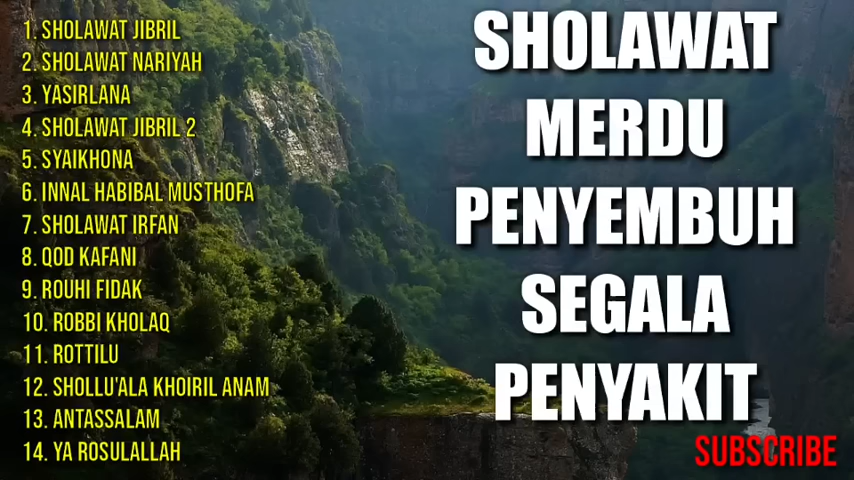 1. SHOLAWAT JIBRIL
2. SHOLAWAT NARIYAH
3. YASIRLANA
4. SHOLAWAT JIBRIL 2
5. SYAIKHONA
6. INNAL HABIBAL MUSTHOFA
7. SHOLAWAT IRFAN
8. QOD KAFANI
9. ROUHI FIDAK
10. ROBBI KHOLAQ
11. ROTTILU
12. SHOLLU'ALA KHOIRIL ANAM
13. ANTASSALAM
14. YA ROSULALLAH
SHOLAWAT
MERDU
PENYEMBUH
SEGALA
PENYAKIT
SUBSCRIBE